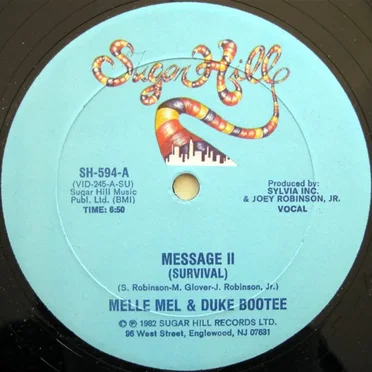 Sugar Hill
SH-594-A
(VID-245-A-SU)
Sugar Hill Music
Publ. Ltd. (BMI)
TIME: 6:50
Produced by:
SYLVIA INC.
& JOEY ROBINSON, JR.
VOCAL
MESSAGE II
(SURVIVAL)
(S. Robinson-M. Glover-J. Robinson, Jr.)
MELLE MEL & DUKE BOOTEE
© ℗ 1982 SUGAR HILL RECORDS LTD.
96 West Street, Englewood, NJ 07631